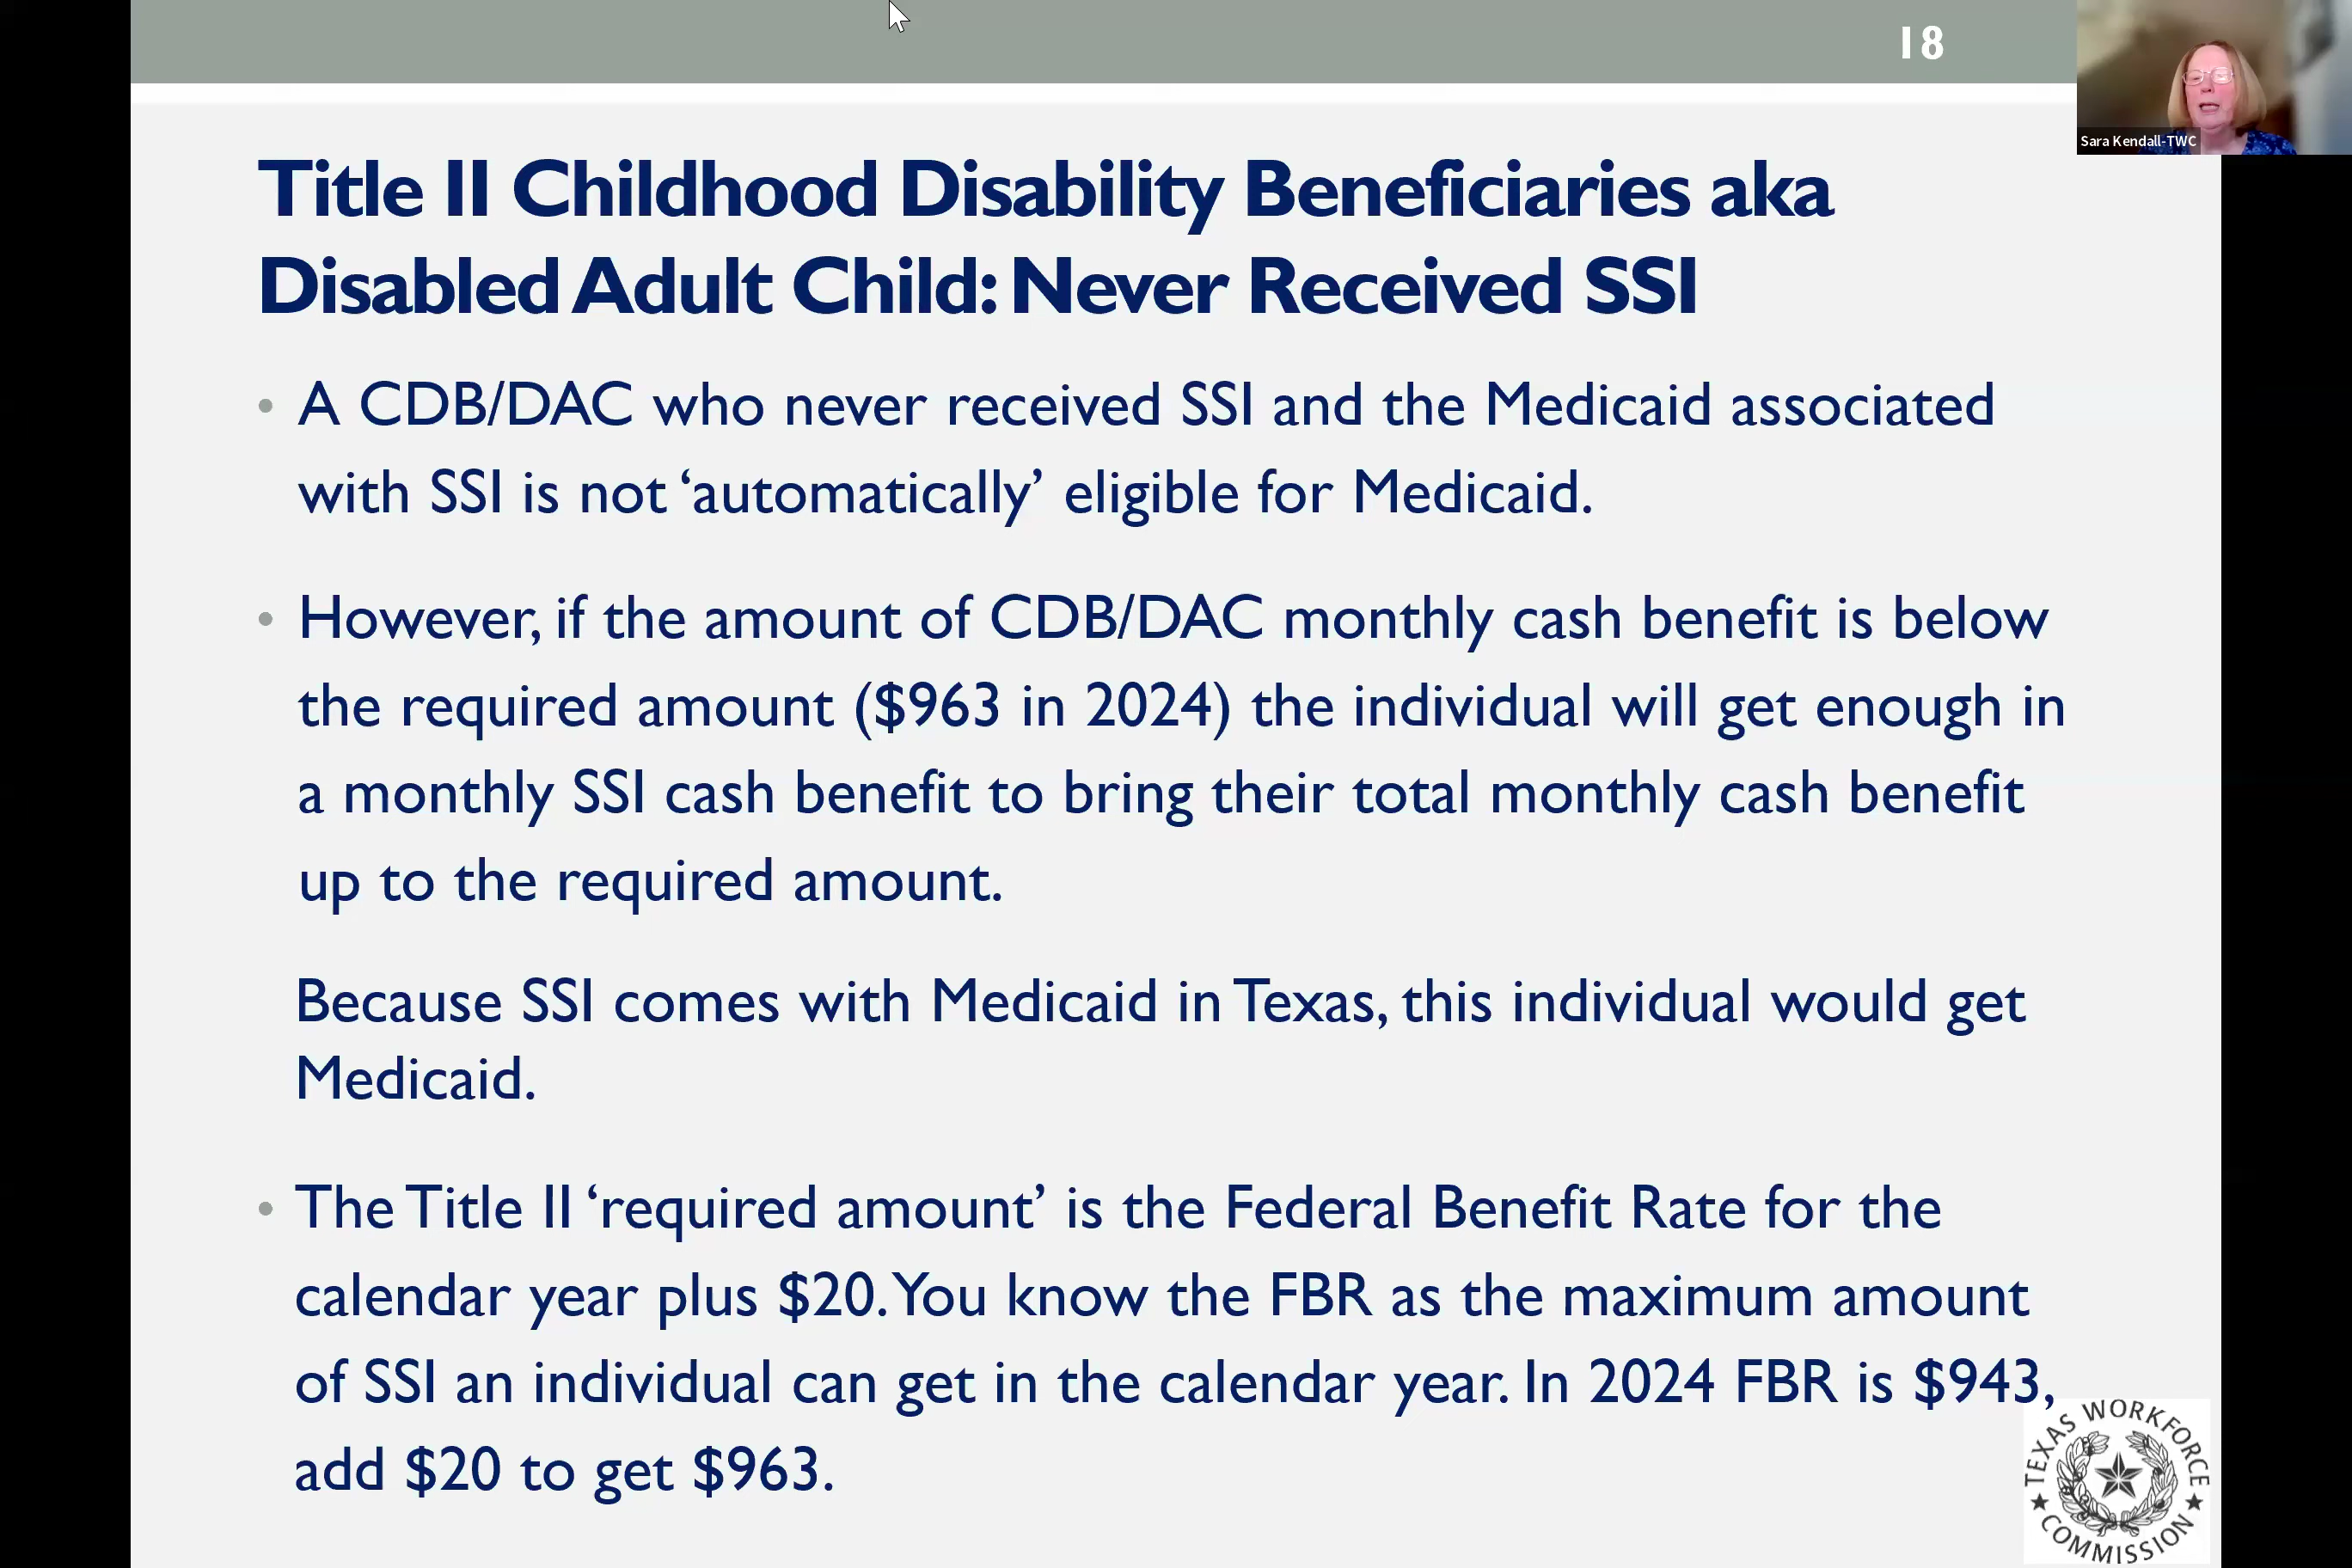 18
Sara Kendall-TWC
Title II Childhood Disability Beneficiaries aka
Disabled Adult Child: Never Received SSI
• A CDB/DAC who never received SSI and the Medicaid associated
with SSI is not ‘automatically’ eligible for Medicaid.
• However, if the amount of CDB/DAC monthly cash benefit is below
the required amount ($963 in 2024) the individual will get enough in
a monthly SSI cash benefit to bring their total monthly cash benefit
up to the required amount.
Because SSI comes with Medicaid in Texas, this individual would get
Medicaid.
• The Title II ‘required amount’ is the Federal Benefit Rate for the
calendar year plus $20. You know the FBR as the maximum amount
of SSI an individual can get in the calendar year. In 2024 FBR is $943,
add $20 to get $963.
TEXAS WORKFORCE
COMMISSION